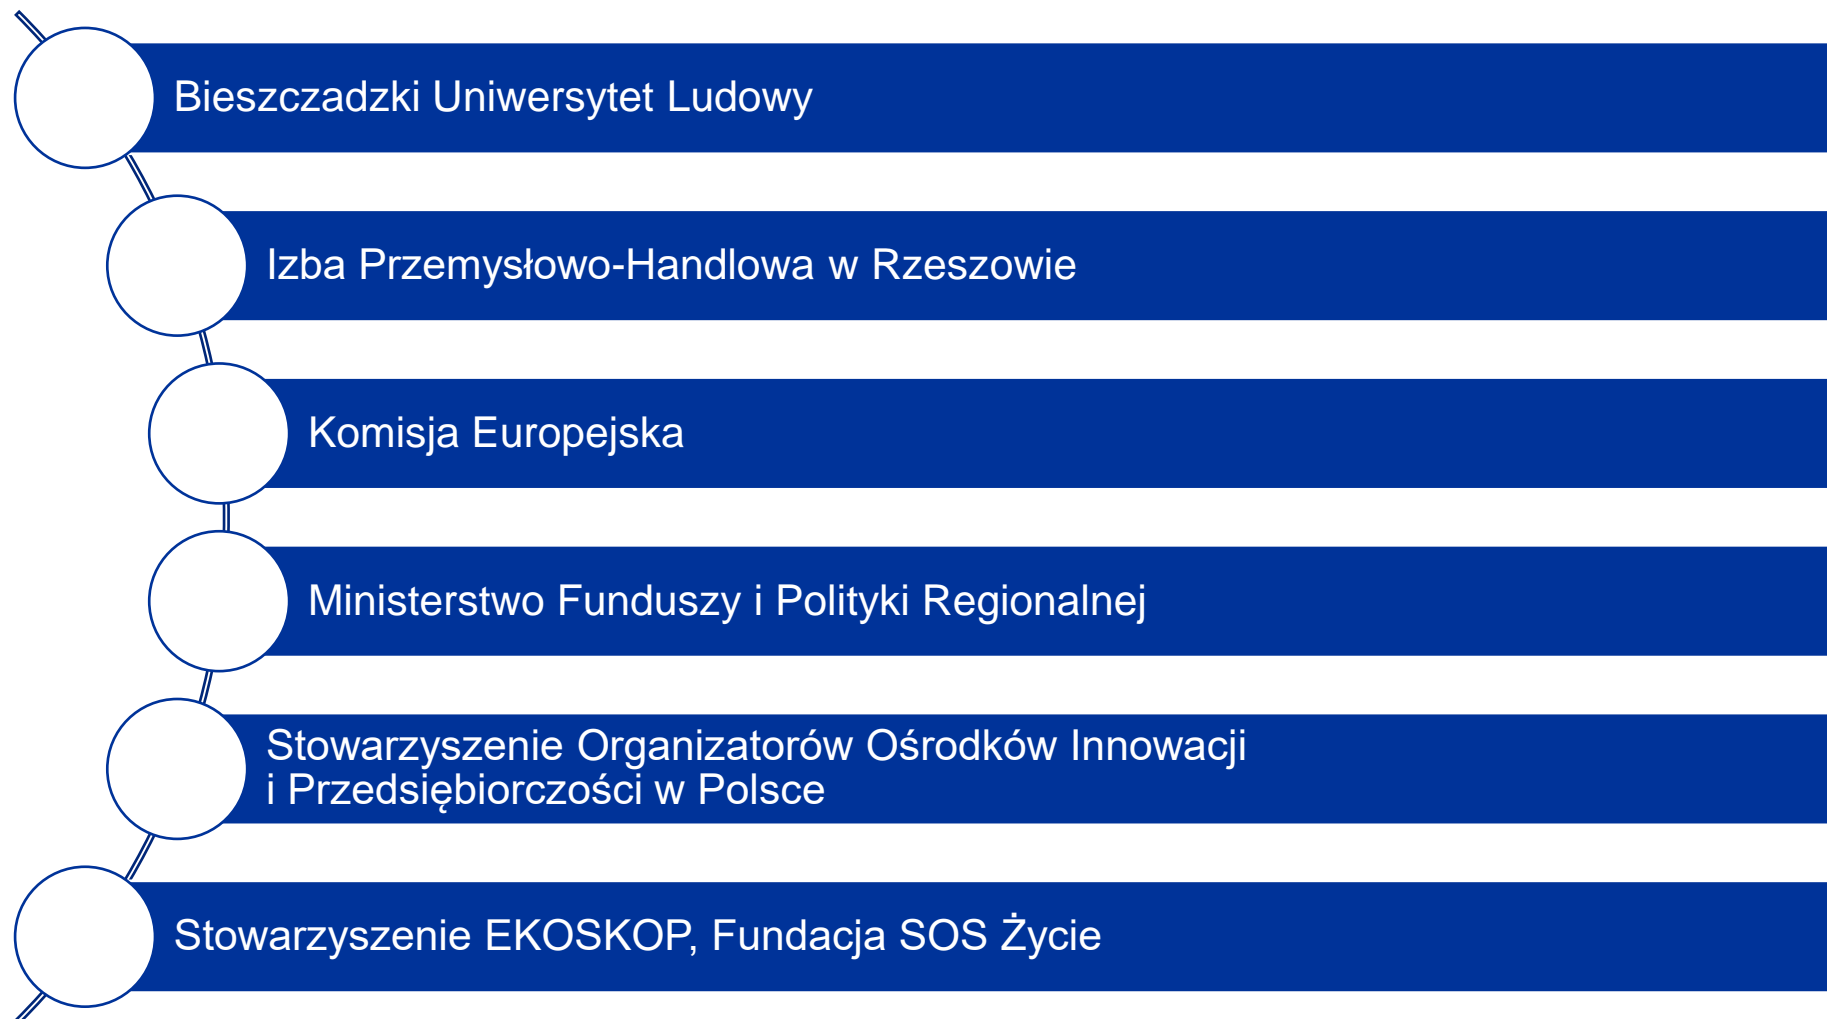 Bieszczadzki Uniwersytet Ludowy
Izba Przemysłowo-Handlowa w Rzeszowie
Komisja Europejska
Ministerstwo Funduszy i Polityki Regionalnej
Stowarzyszenie Organizatorów Ośrodków Innowacji
i Przedsiębiorczości w Polsce
Stowarzyszenie EKOSKOP, Fundacja SOS Życie